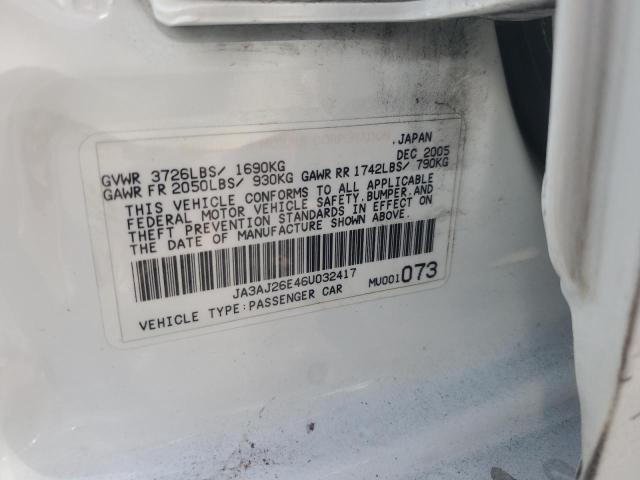 , JAPAN
DEC 2005
GVWR 3726LBS/ 1690KG
GAWR FR 2050LBS/ 930KG GAWR RR 1742LBS/ 790KG
THIS VEHICLE CONFORMS TO ALL APPLICABLE
FEDERAL MOTOR VEHICLE SAFETY, BUMPER, AND
THEFT PREVENTION STANDARDS IN EFFECT ON
THE DATE OF MANUFACTURE SHOWN ABOVE.
JA3AJ26E46U032417
VEHICLE TYPE:PASSENGER CAR MU001073